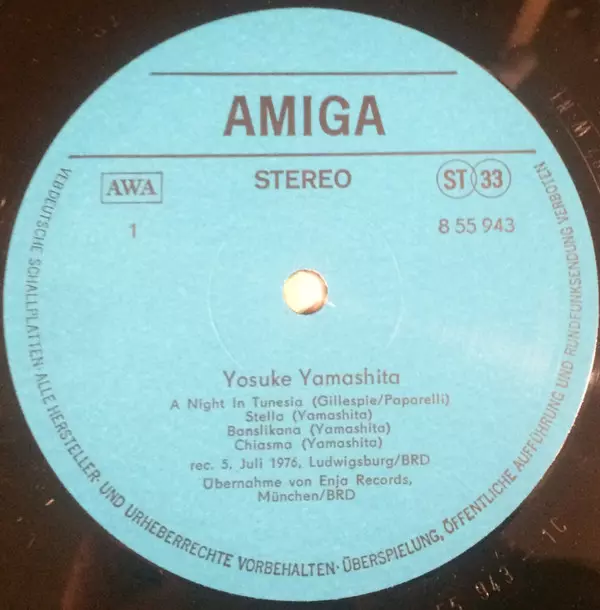 AMIGA
AWA
STEREO
ST 33
1
8 55 943
Yosuke Yamashita
A Night In Tunesia (Gillespie/Paparelli)
Stella (Yamashita)
Banslikana (Yamashita)
Chiasma (Yamashita)
rec. 5. Juli 1976, Ludwigsburg/BRD
Übernahme von Enja Records,
München/BRD
VEB DEUTSCHE SCHALLPLATTEN · ALLE HERSTELLER- UND URHEBERRECHTE VORBEHALTEN · ÜBERSPIELUNG, ÖFFENTLICHE AUFFÜHRUNG UND RUNDFUNKSENDUNG VERBOTEN